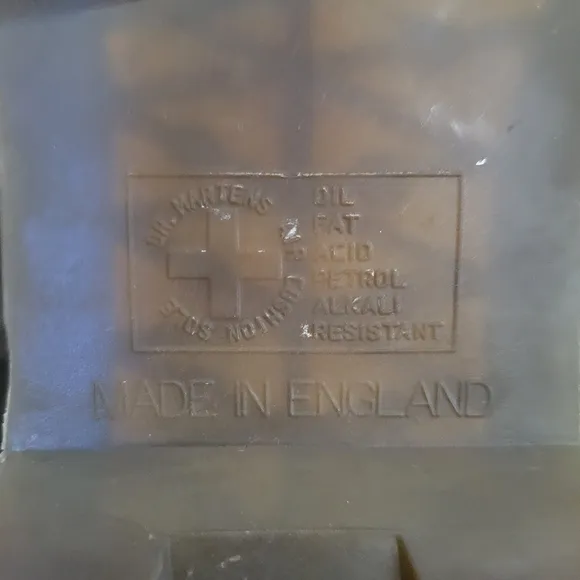 DR. MARTENS AIR CUSHION SOLE
OIL
FAT
ACID
PETROL
ALKALI
RESISTANT
MADE IN ENGLAND